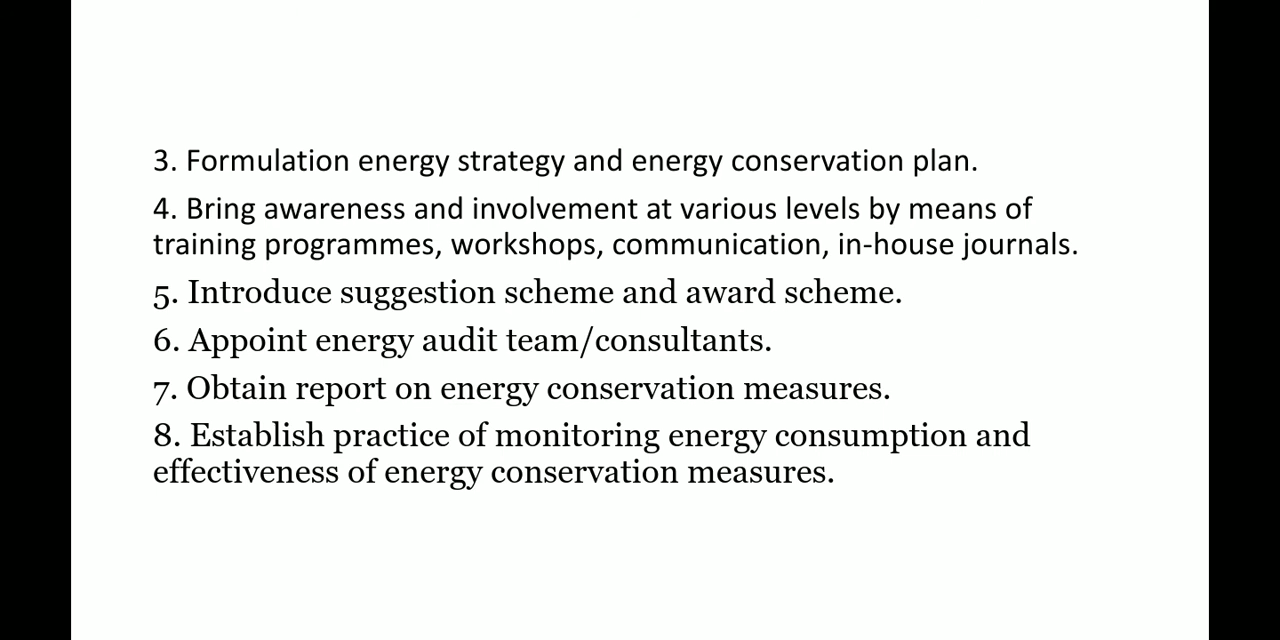 3. Formulation energy strategy and energy conservation plan.
4. Bring awareness and involvement at various levels by means of
training programmes, workshops, communication, in-house journals.
5. Introduce suggestion scheme and award scheme.
6. Appoint energy audit team/consultants.
7. Obtain report on energy conservation measures.
8. Establish practice of monitoring energy consumption and
effectiveness of energy conservation measures.